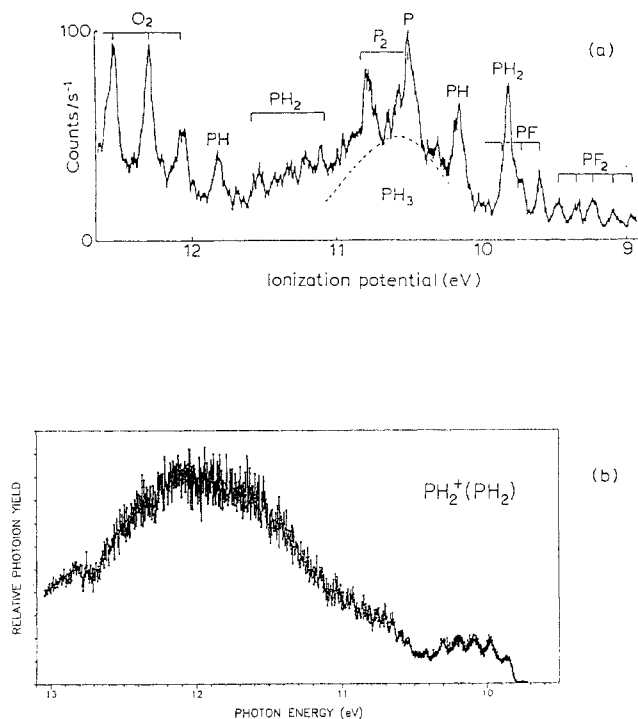 100
O₂
P
P₂
(a)
PH₂
PH₂
PH
PH
PF
PF₂
Counts/s⁻¹
PH₃
0
12
11
10
9
Ionization potential (eV)
PH₂⁺(PH₂)
(b)
RELATIVE PHOTOION YIELD
13
12
11
10
PHOTON ENERGY (eV)